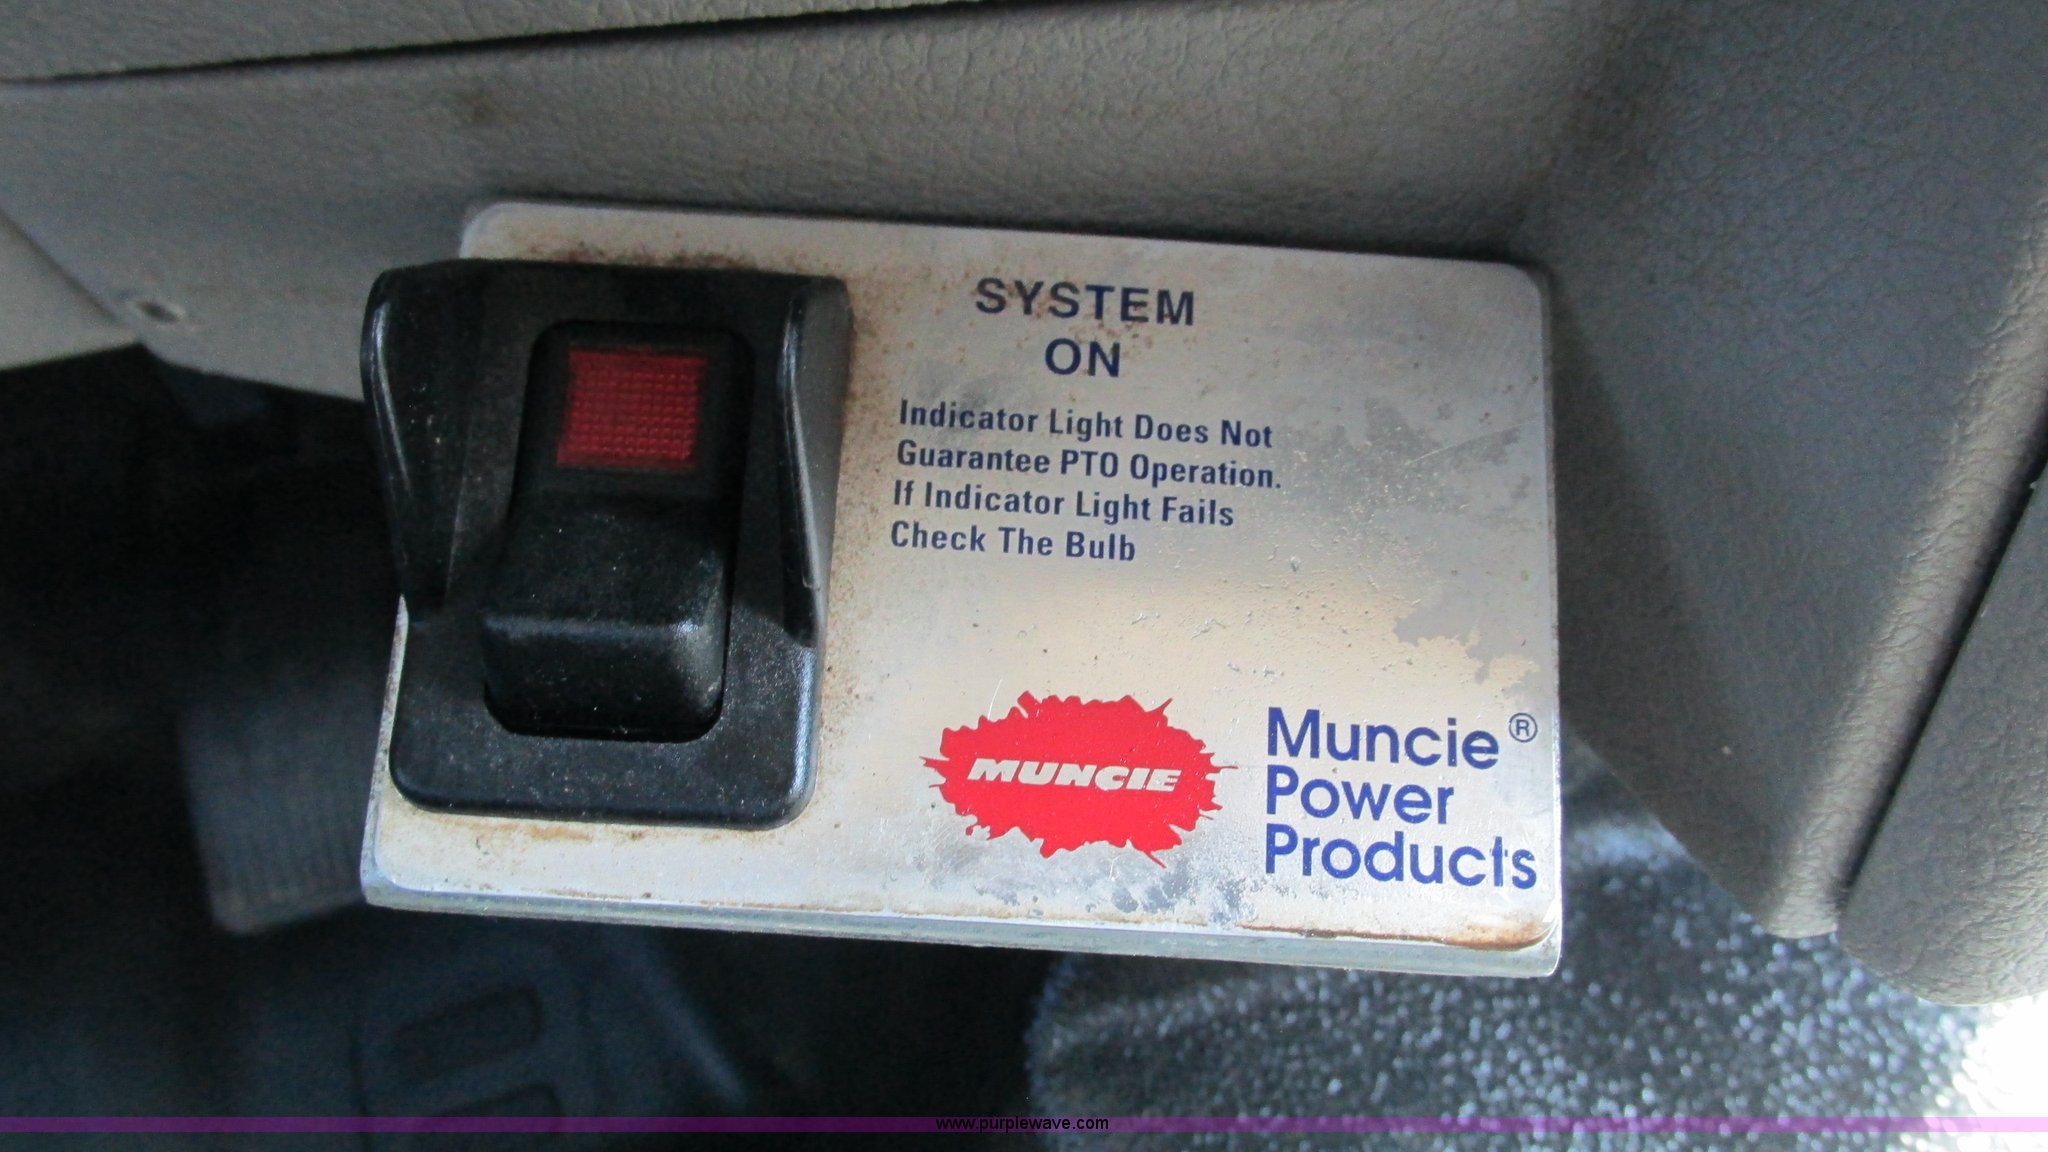 SYSTEM
ON
Indicator Light Does Not
Guarantee PTO Operation.
If Indicator Light Fails
Check The Bulb
MUNCIE
Muncie®
Power
Products
www.purplewave.com